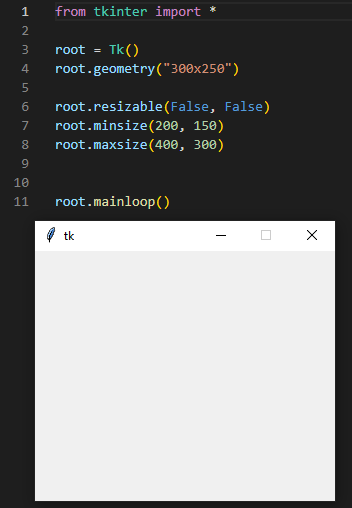 1 from tkinter import *
2
3 root = Tk()
4 root.geometry("300x250")
5
6 root.resizable(False, False)
7 root.minsize(200, 150)
8 root.maxsize(400, 300)
9
10
11 root.mainloop()
tk